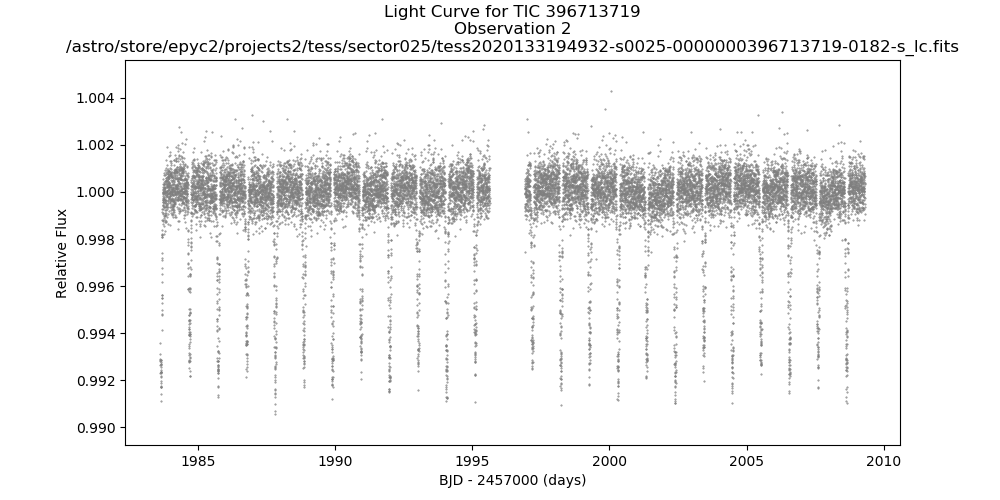 Light Curve for TIC 396713719
Observation 2
/astro/store/epyc2/projects2/tess/sector025/tess2020133194932-s0025-0000000396713719-0182-s_lc.fits
1.004
1.002
1.000
0.998
0.996
0.994
0.992
0.990
Relative Flux
1985
1990
1995
2000
2005
2010
BJD - 2457000 (days)